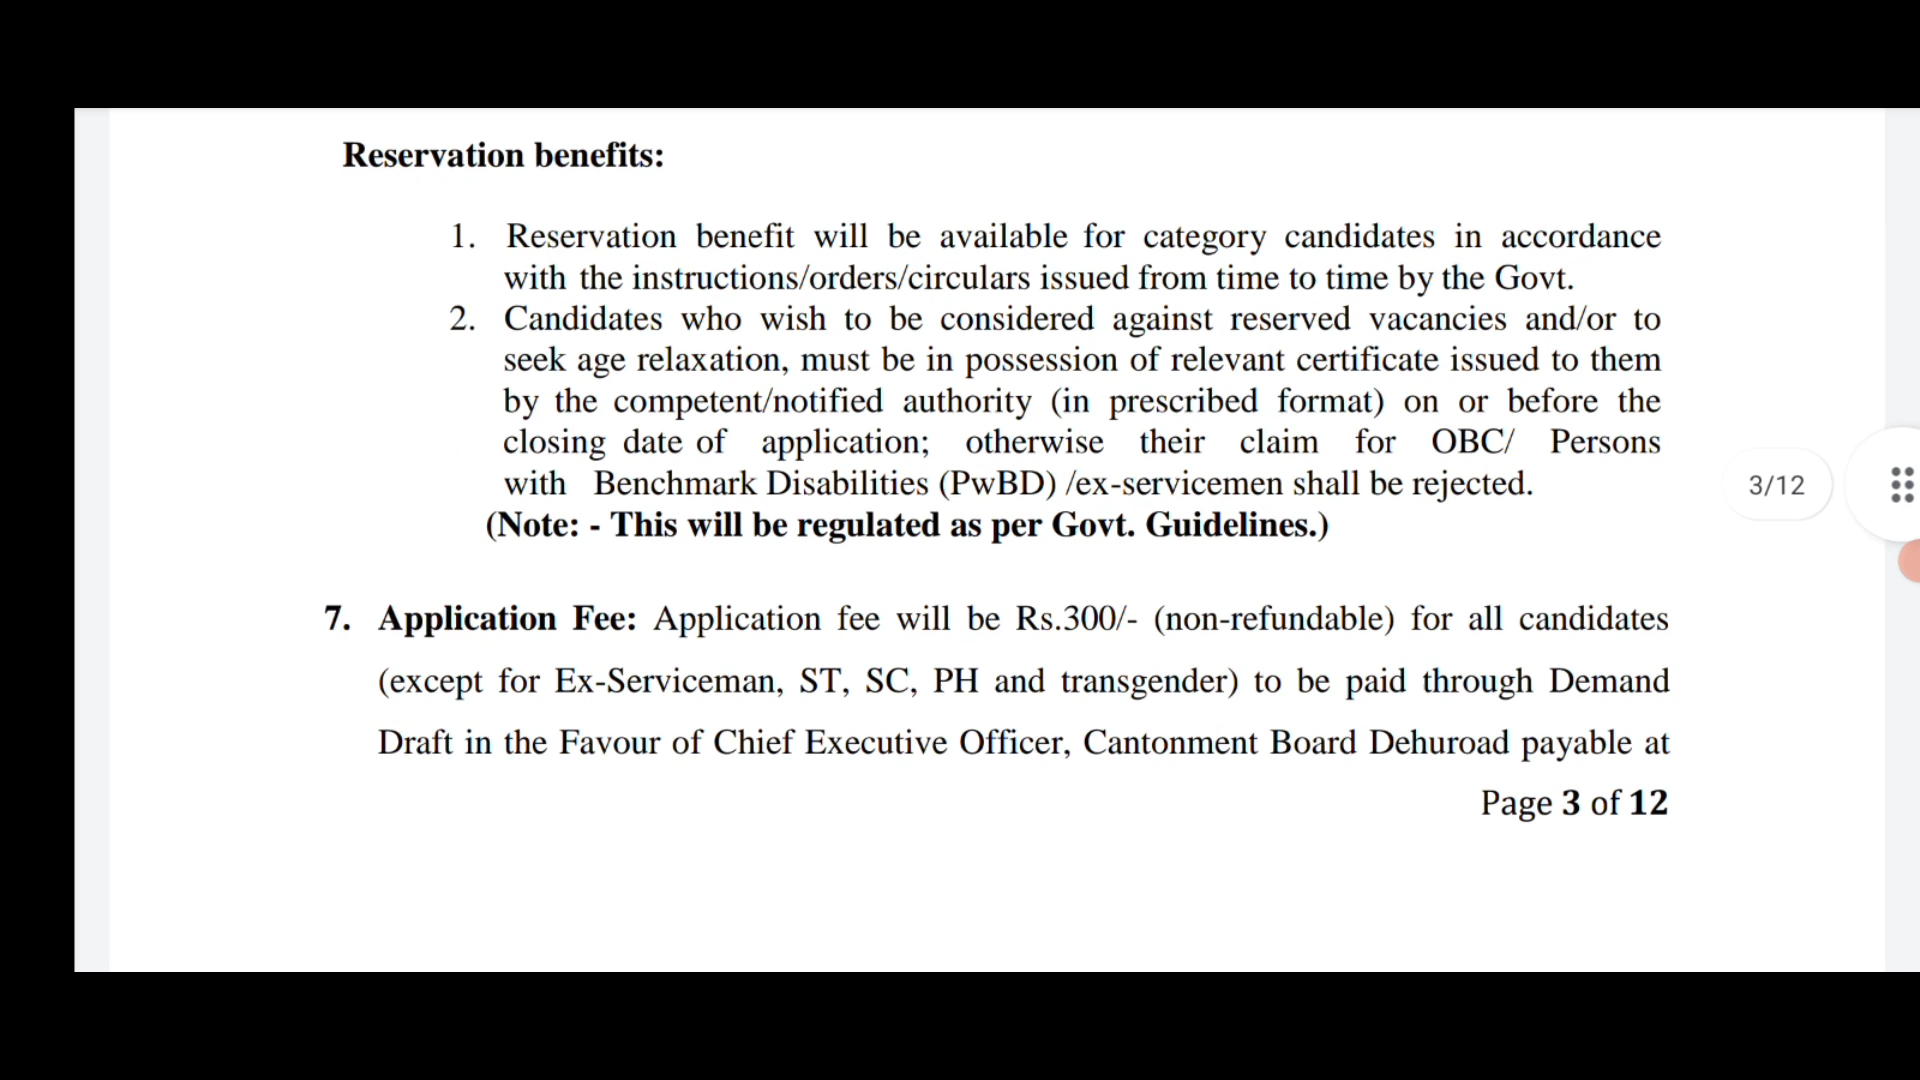 Reservation benefits:
1. Reservation benefit will be available for category candidates in accordance
with the instructions/orders/circulars issued from time to time by the Govt.
2. Candidates who wish to be considered against reserved vacancies and/or to
seek age relaxation, must be in possession of relevant certificate issued to them
by the competent/notified authority (in prescribed format) on or before the
closing date of application; otherwise their claim for OBC/ Persons
with Benchmark Disabilities (PwBD) /ex-servicemen shall be rejected.
(Note: - This will be regulated as per Govt. Guidelines.)
3/12
7. Application Fee: Application fee will be Rs.300/- (non-refundable) for all candidates
(except for Ex-Serviceman, ST, SC, PH and transgender) to be paid through Demand
Draft in the Favour of Chief Executive Officer, Cantonment Board Dehuroad payable at
Page 3 of 12